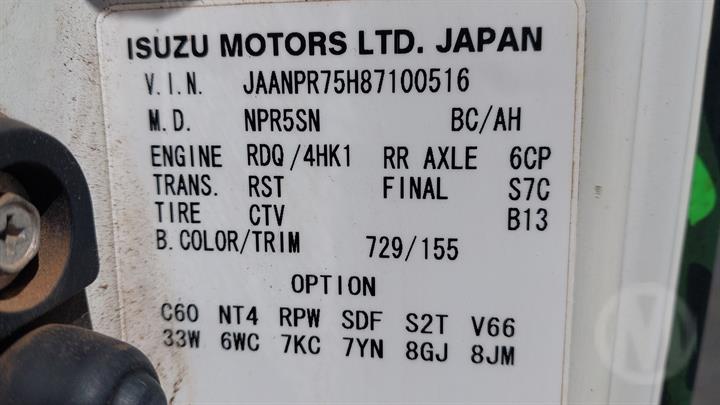 ISUZU MOTORS LTD. JAPAN
V.I.N. JAANPR75H87100516
M.D. NPR5SN BC/AH
ENGINE RDQ/4HK1 RR AXLE 6CP
TRANS. RST FINAL S7C
TIRE CTV B13
B.COLOR/TRIM 729/155
OPTION
C60 NT4 RPW SDF S2T V66
33W 6WC 7KC 7YN 8GJ 8JM